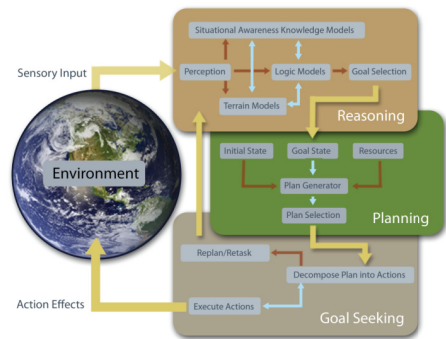 Situational Awareness Knowledge Models
Sensory Input
Perception
Logic Models
Goal Selection
Terrain Models
Reasoning
Environment
Initial State
Goal State
Resources
Plan Generator
Plan Selection
Planning
Replan/Retask
Decompose Plan into Actions
Action Effects
Execute Actions
Goal Seeking